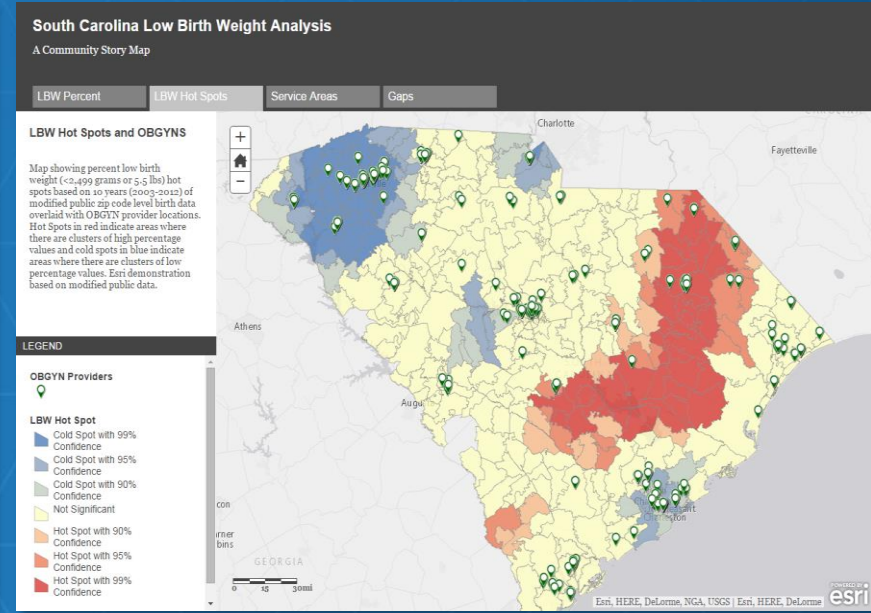 South Carolina Low Birth Weight Analysis
A Community Story Map
LBW Percent
LBW Hot Spots
Service Areas
Gaps
LBW Hot Spots and OBGYNS
Map showing percent low birth
weight (<2,499 grams or 5.5 lbs) hot
spots based on 10 years (2003-2012) of
modified public zip code level birth data
overlaid with OBGYN provider locations.
Hot Spots in red indicate areas where
there are clusters of high percentage
values and cold spots in blue indicate
areas where there are clusters of low
percentage values. Esri demonstration
based on modified public data.
LEGEND
OBGYN Providers
LBW Hot Spot
Cold Spot with 99%
Confidence
Cold Spot with 95%
Confidence
Cold Spot with 90%
Confidence
Not Significant
Hot Spot with 90%
Confidence
Hot Spot with 95%
Confidence
Hot Spot with 99%
Confidence
+
−
Charlotte
Fayetteville
Athens
Augu
con
rner
bins
GEORGIA
0 15 30mi
Esri, HERE, DeLorme, NGA, USGS | Esri, HERE, DeLorme
POWERED BY
esri